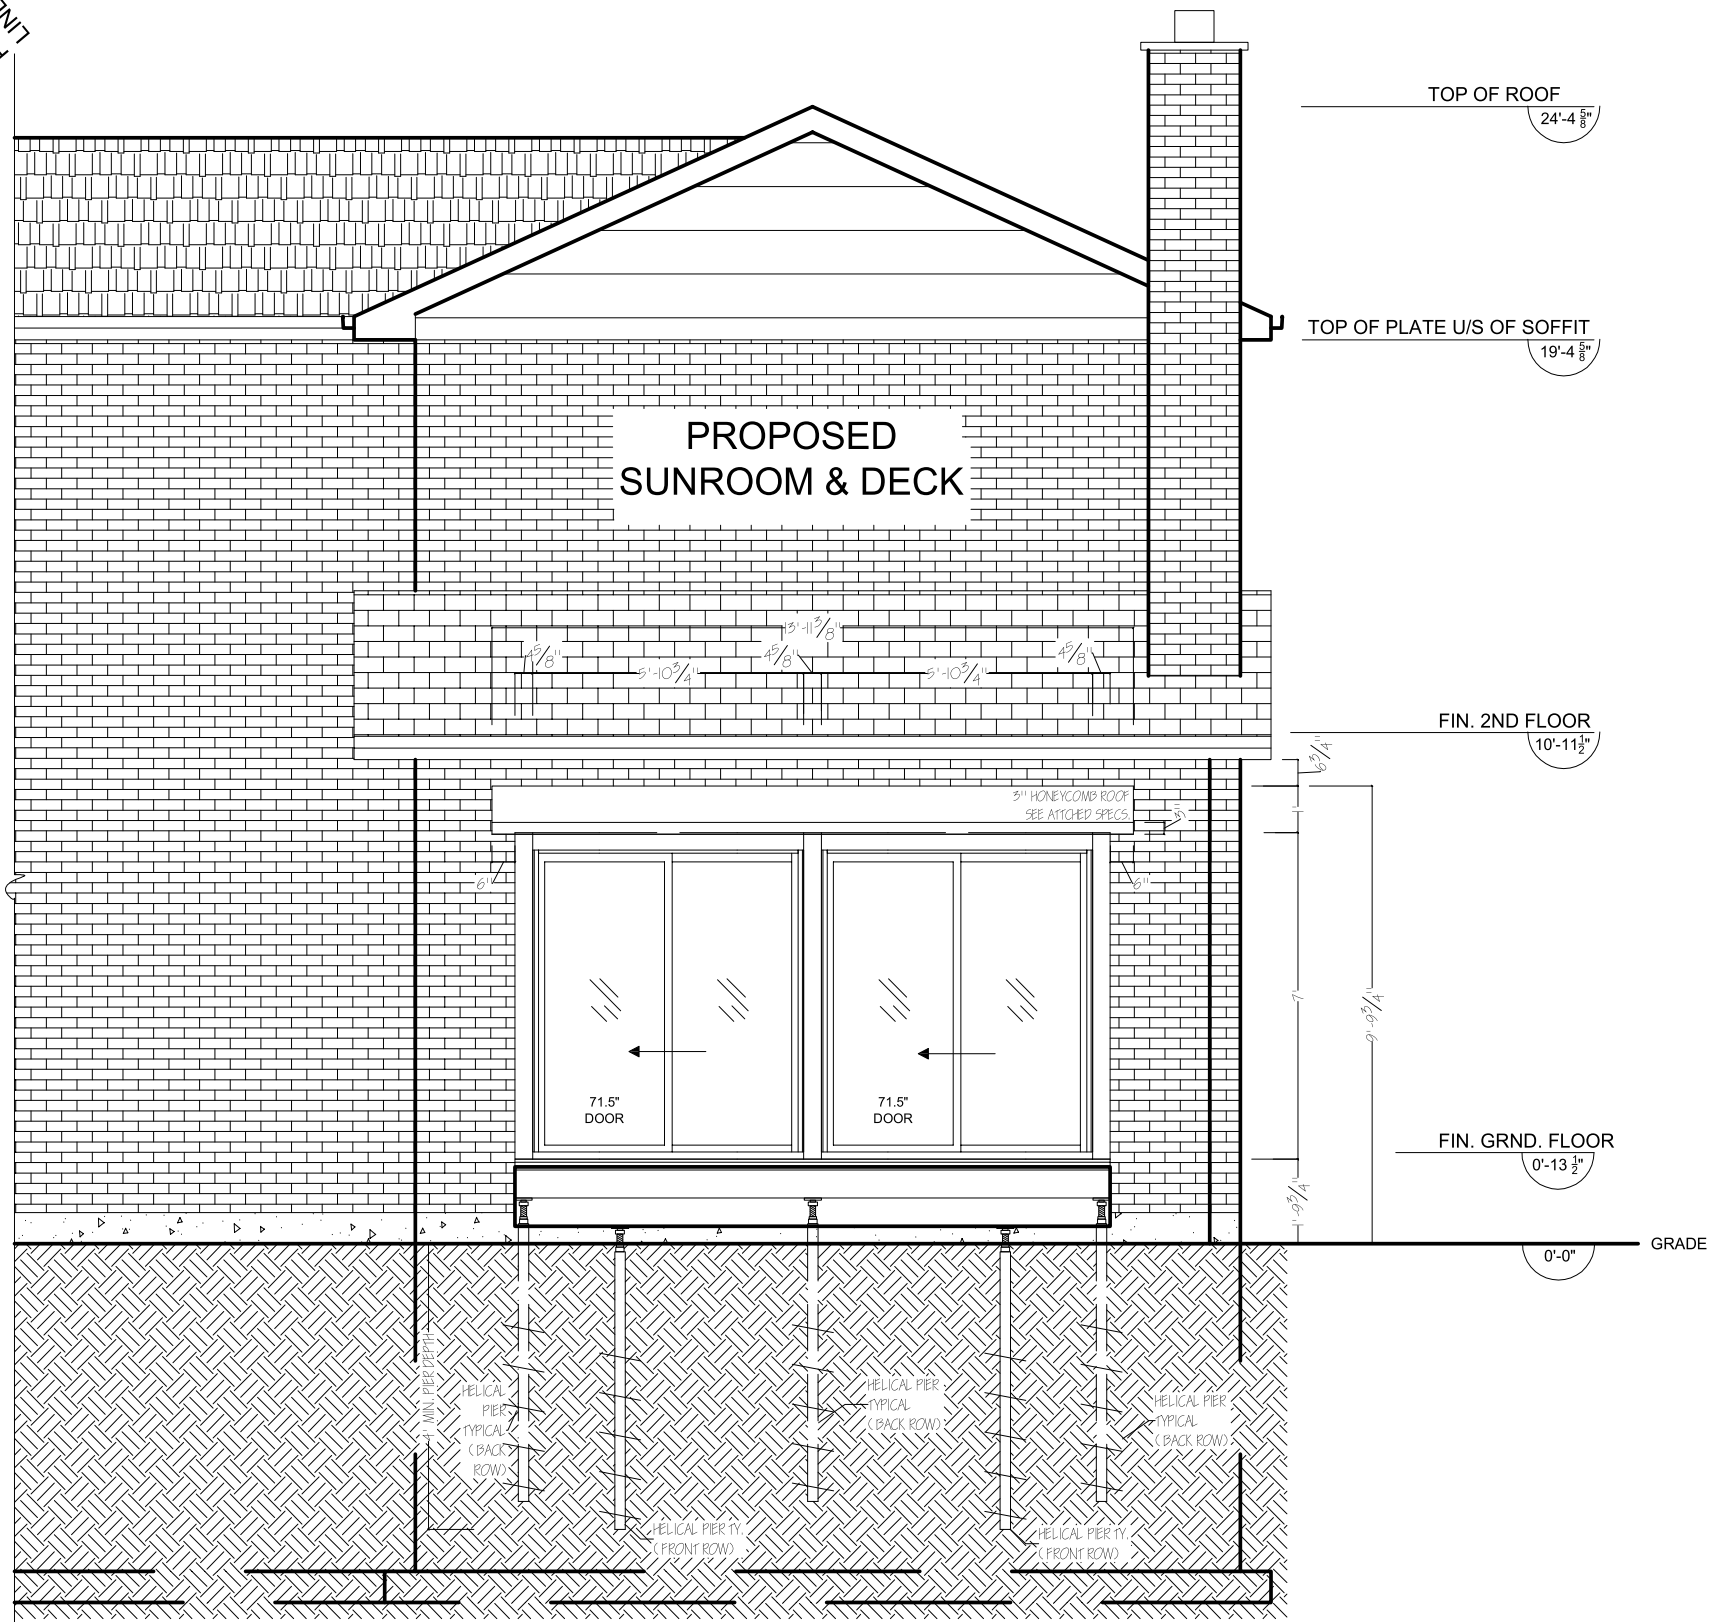 TOP OF ROOF
24'-4 5/8"
TOP OF PLATE U/S OF SOFFIT
19'-4 5/8"
PROPOSED
SUNROOM & DECK
13'-11 3/8"
4 5/8"
4 5/8"
4 5/8"
5'-10 3/4"
5'-10 3/4"
FIN. 2ND FLOOR
10'-11 1/2"
6 3/4"
3" HONEYCOMB ROOF
SEE ATTCHED SPECS.
3"
1'
6"
6"
7'
9'-9 3/4"
71.5"
DOOR
71.5"
DOOR
FIN. GRND. FLOOR
0'-13 1/2"
1'-9 3/4"
GRADE
0'-0"
MIN. PIER DEPTH
HELICAL
PIER
TYPICAL
( BACK
ROW)
HELICAL PIER
TYPICAL
( BACK ROW)
HELICAL PIER
TYPICAL
( BACK ROW)
HELICAL PIER TY.
( FRONT ROW)
HELICAL PIER TY.
( FRONT ROW)